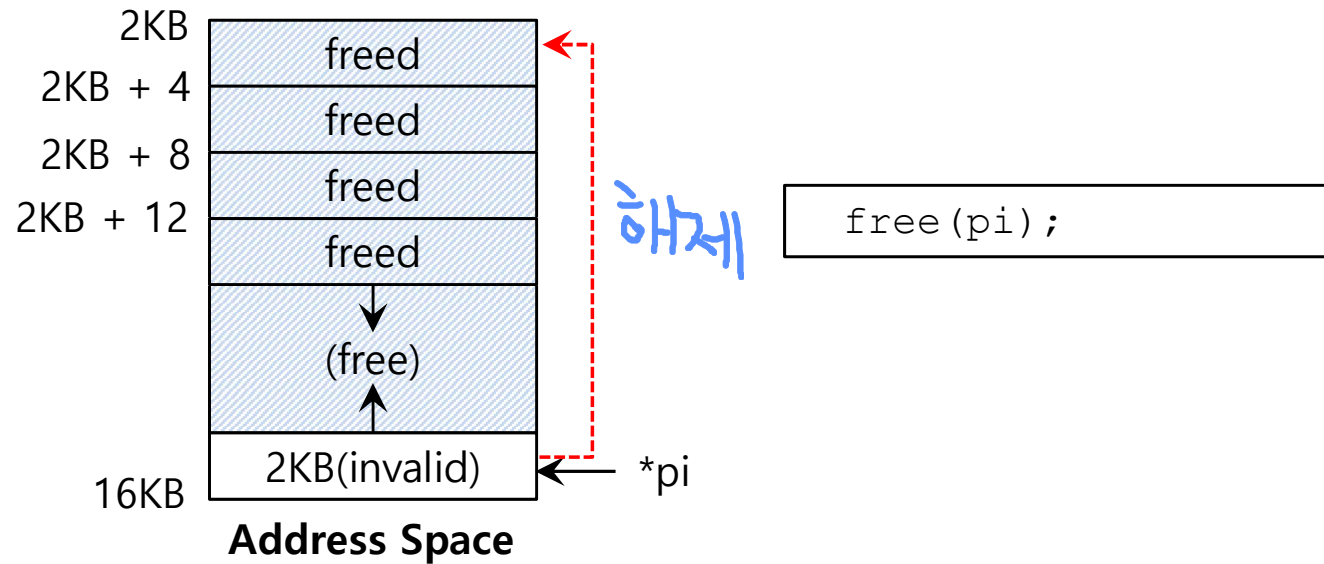 2KB
freed
2KB + 4
freed
2KB + 8
freed
2KB + 12
freed
(free)
2KB(invalid)
*pi
16KB
Address Space
해제
free(pi);